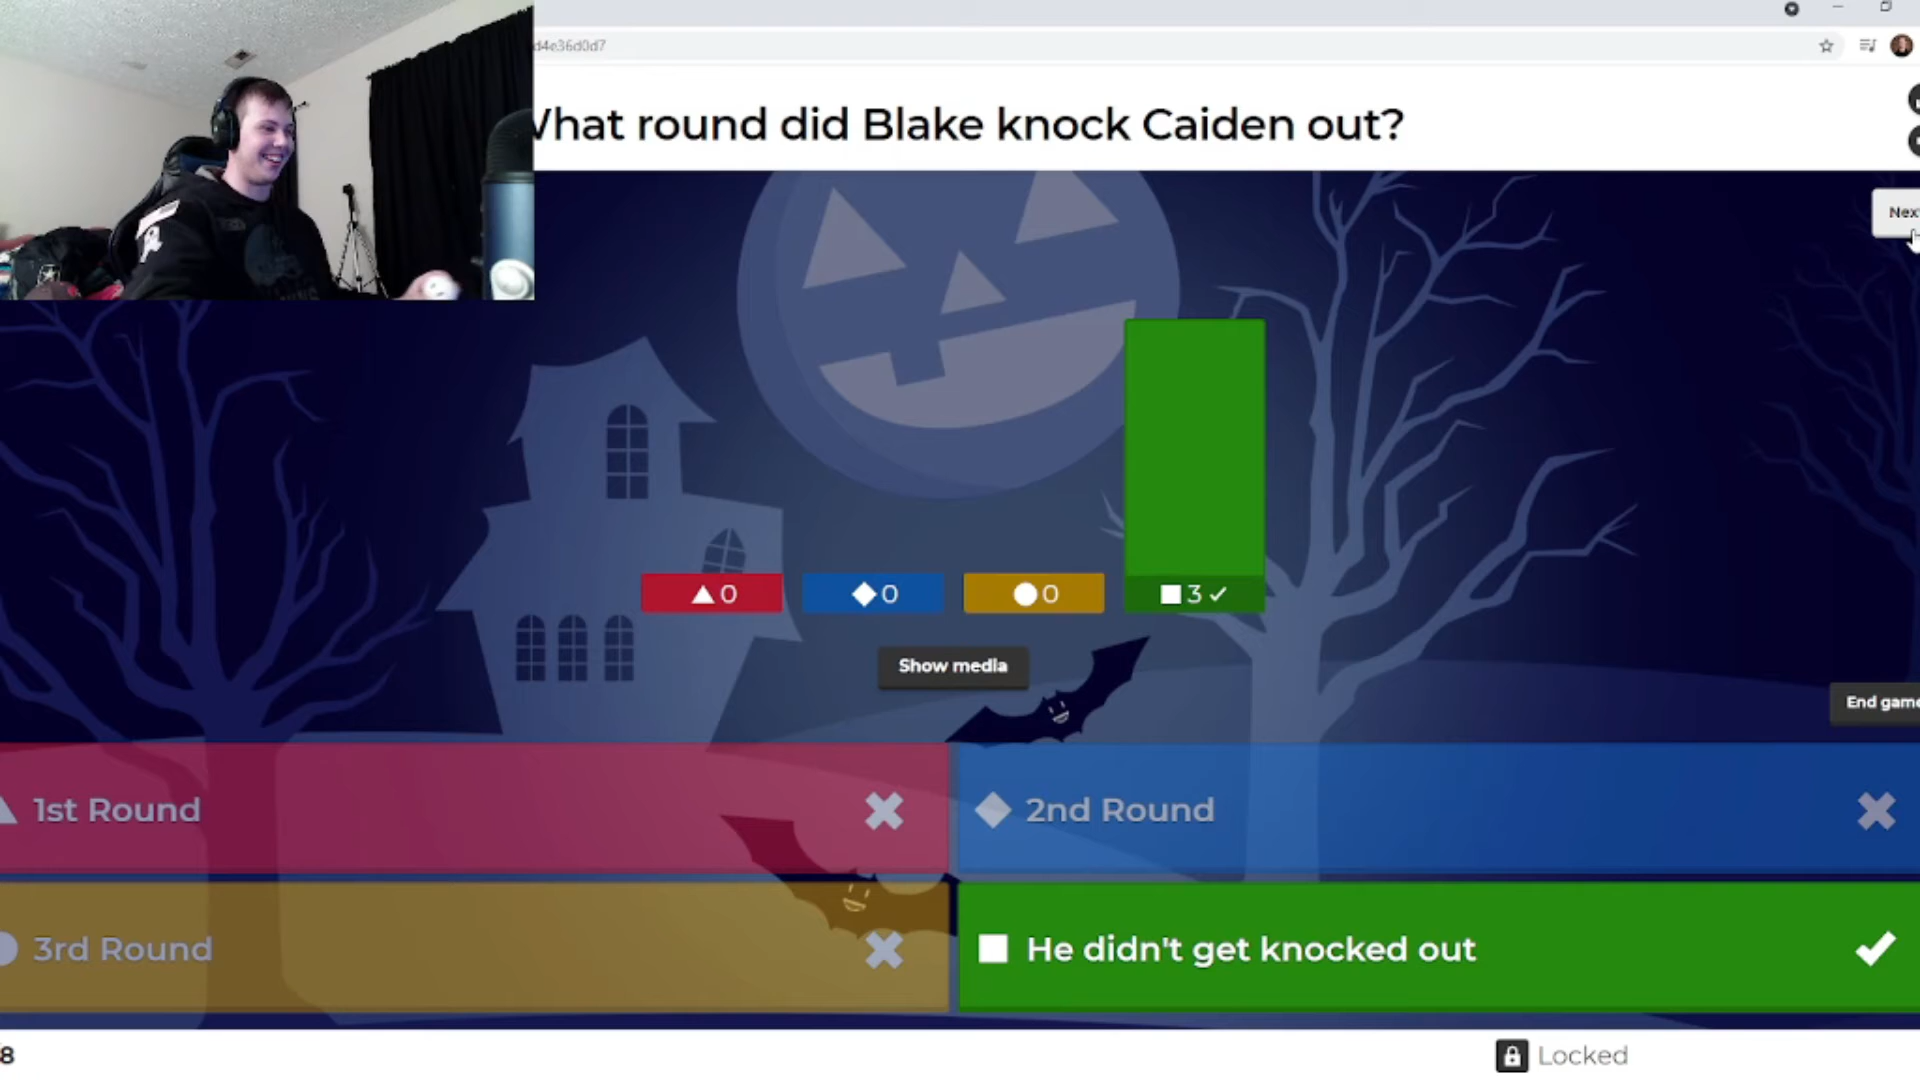 d4e36d0d7
What round did Blake knock Caiden out?
Nex
0
0
0
3
Show media
End game
1st Round
2nd Round
3rd Round
He didn't get knocked out
8
Locked